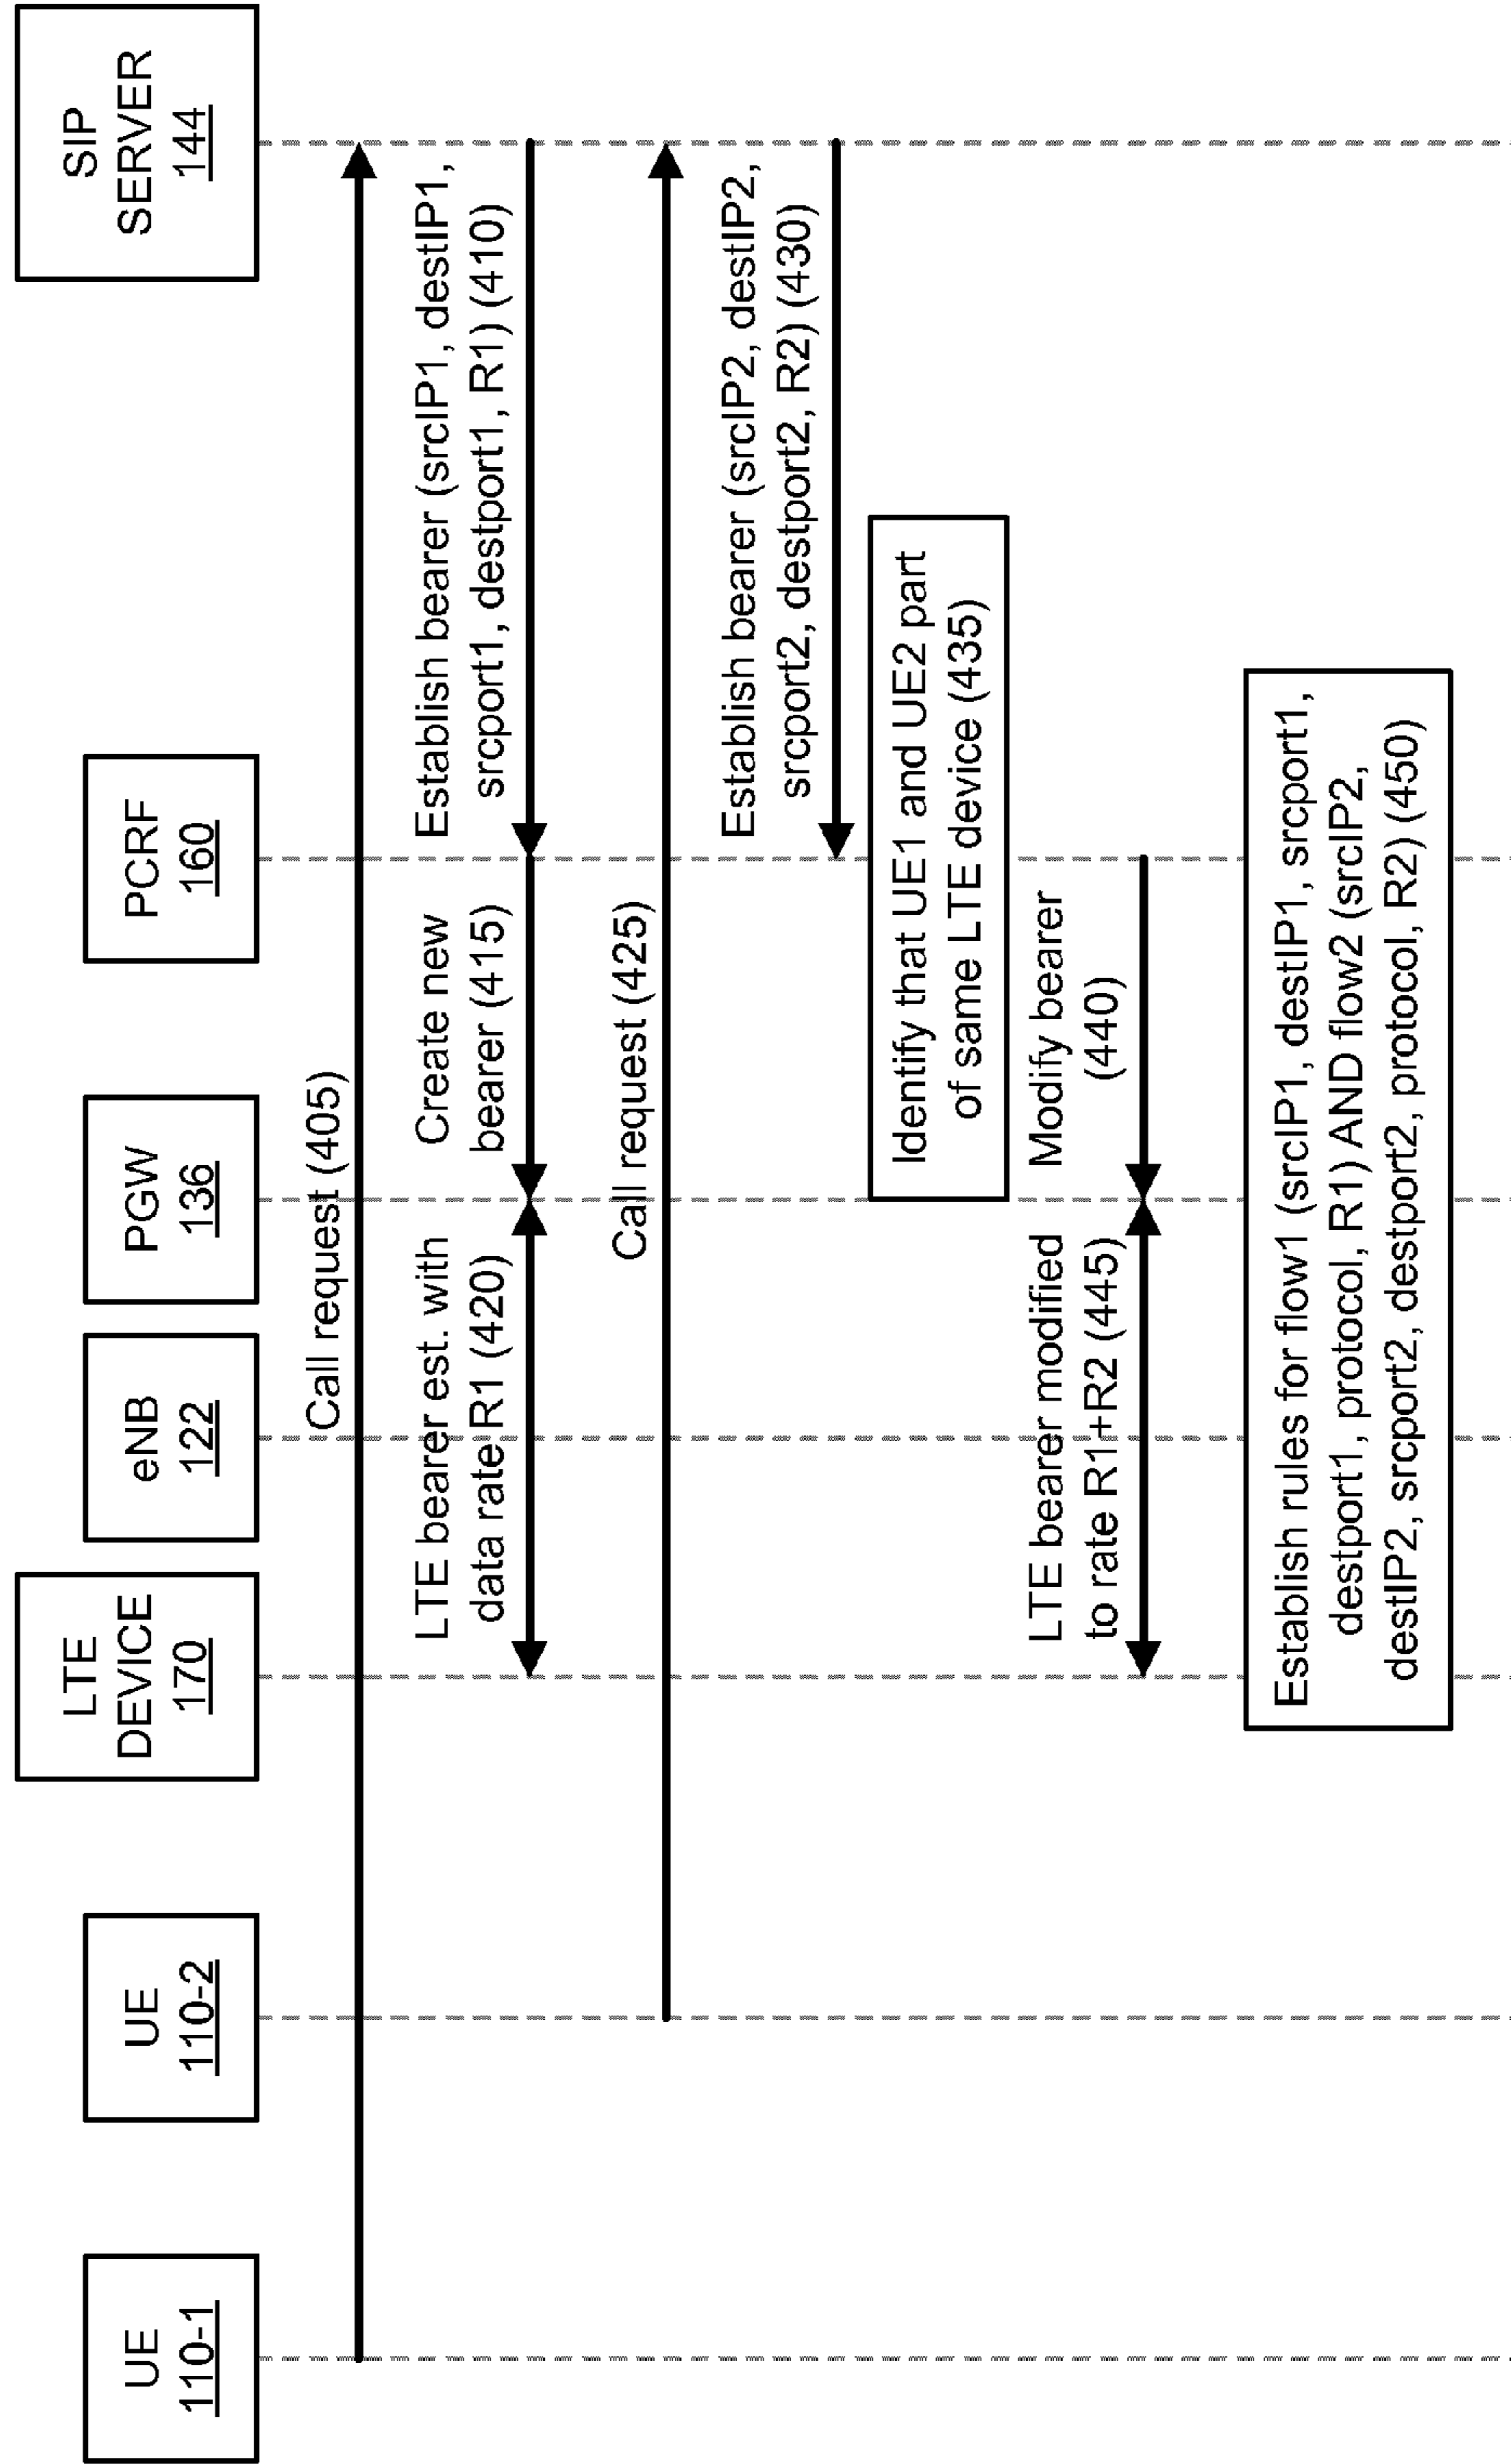 UE
110-1
UE
110-2
LTE
DEVICE
170
eNB
122
PGW
136
PCRF
160
SIP
SERVER
144
Call request (405)
LTE bearer est. with
data rate R1 (420)
Create new
bearer (415)
Establish bearer (srcIP1, destIP1,
srcport1, destport1, R1) (410)
Call request (425)
Establish bearer (srcIP2, destIP2,
srcport2, destport2, R2) (430)
Identify that UE1 and UE2 part
of same LTE device (435)
LTE bearer modified
to rate R1+R2 (445)
Modify bearer
(440)
Establish rules for flow1 (srcIP1, destIP1, srcport1,
destport1, protocol, R1) AND flow2 (srcIP2,
destIP2, srcport2, destport2, protocol, R2) (450)